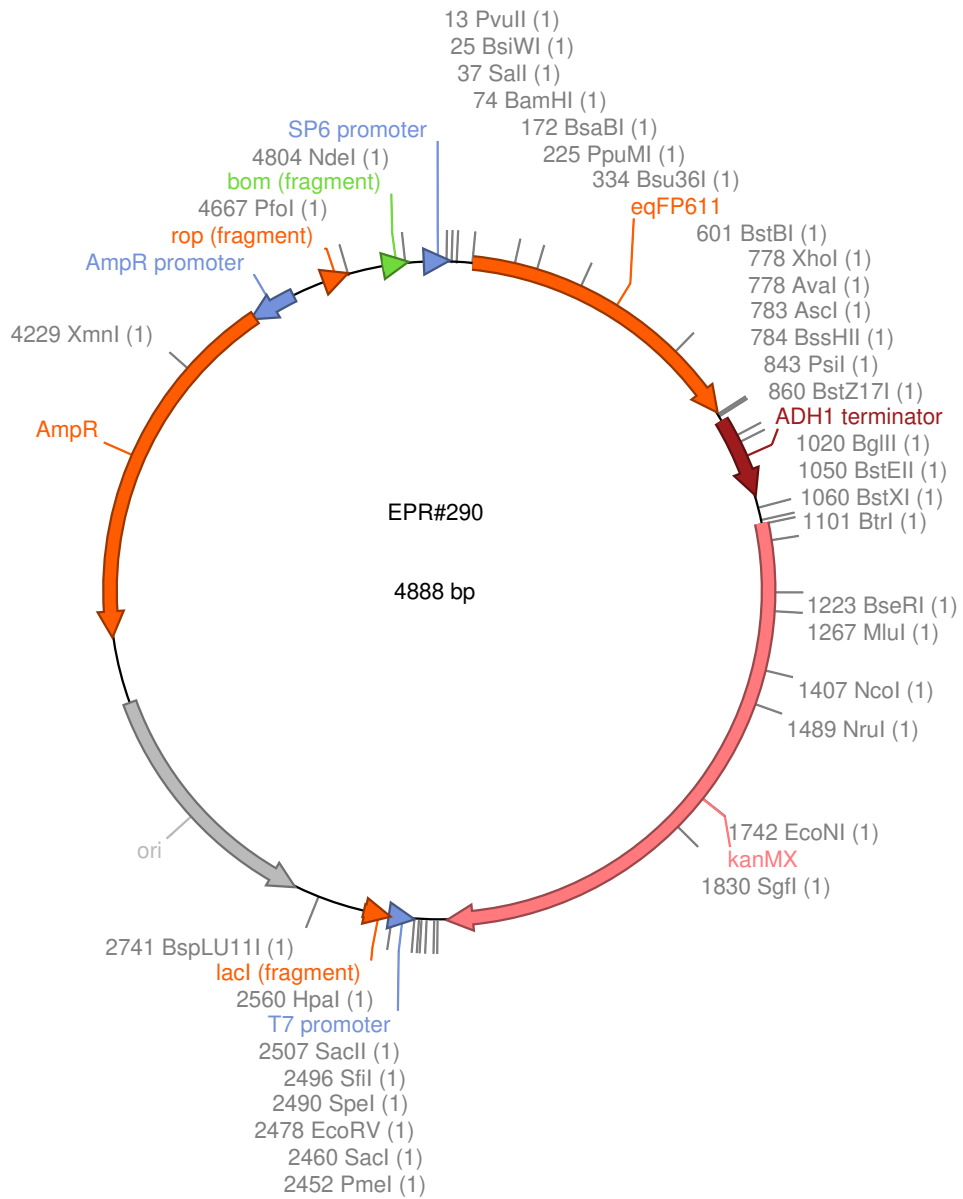 13 PvuII (1)
25 BsiWI (1)
37 SalI (1)
74 BamHI (1)
172 BsaBI (1)
225 PpuMI (1)
334 Bsu36I (1)
eqFP611
601 BstBI (1)
778 XhoI (1)
778 AvaI (1)
783 AscI (1)
784 BssHII (1)
843 PsiI (1)
860 BstZ17I (1)
ADH1 terminator
1020 BglII (1)
1050 BstEII (1)
1060 BstXI (1)
1101 BtrI (1)
1223 BseRI (1)
1267 MluI (1)
1407 NcoI (1)
1489 NruI (1)
1742 EcoNI (1)
kanMX
1830 SgfI (1)
SP6 promoter
4804 NdeI (1)
bom (fragment)
4667 PfoI (1)
rop (fragment)
AmpR promoter
4229 XmnI (1)
AmpR
EPR#290
4888 bp
ori
2741 BspLU11I (1)
lacI (fragment)
2560 HpaI (1)
T7 promoter
2507 SacII (1)
2496 SfiI (1)
2490 SpeI (1)
2478 EcoRV (1)
2460 SacI (1)
2452 PmeI (1)